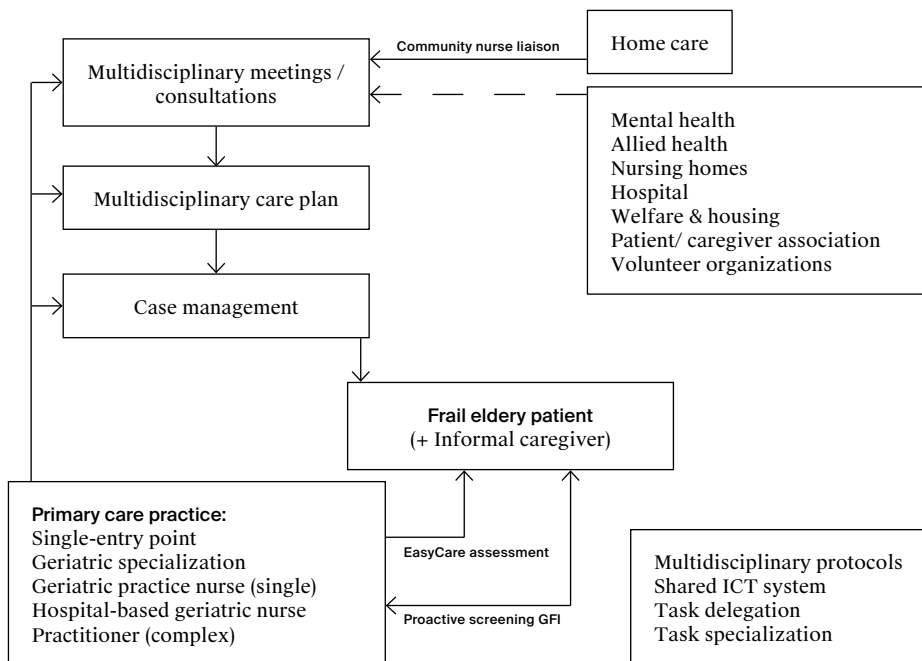 Community nurse liaison
Home care
Multidisciplinary meetings /
consultations
Mental health
Allied health
Nursing homes
Hospital
Welfare & housing
Patient/ caregiver association
Volunteer organizations
Multidisciplinary care plan
Case management
Frail eldery patient
(+ Informal caregiver)
Primary care practice:
Single-entry point
Geriatric specialization
Geriatric practice nurse (single)
Hospital-based geriatric nurse
Practitioner (complex)
EasyCare assessment
Proactive screening GFI
Multidisciplinary protocols
Shared ICT system
Task delegation
Task specialization